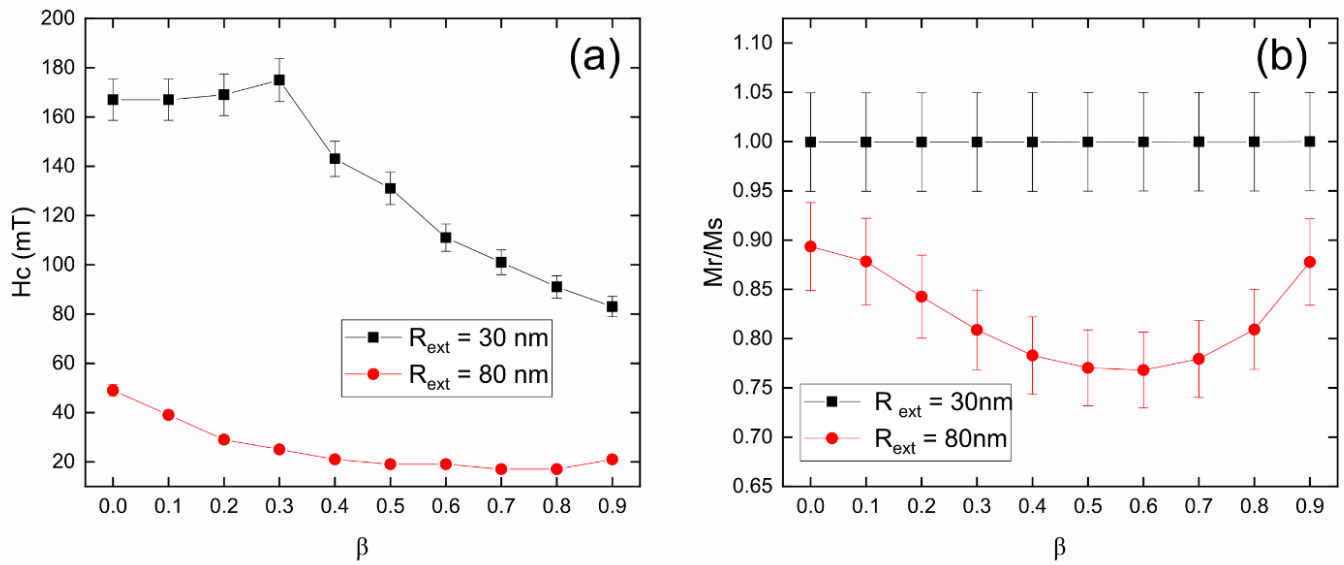 (a)
200
180
160
140
120
100
80
60
40
20
Hc (mT)
R_ext = 30 nm
R_ext = 80 nm
0.0 0.1 0.2 0.3 0.4 0.5 0.6 0.7 0.8 0.9
β
(b)
1.10
1.05
1.00
0.95
0.90
0.85
0.80
0.75
0.70
0.65
Mr/Ms
R_ext = 30nm
R_ext = 80nm
0.0 0.1 0.2 0.3 0.4 0.5 0.6 0.7 0.8 0.9
β